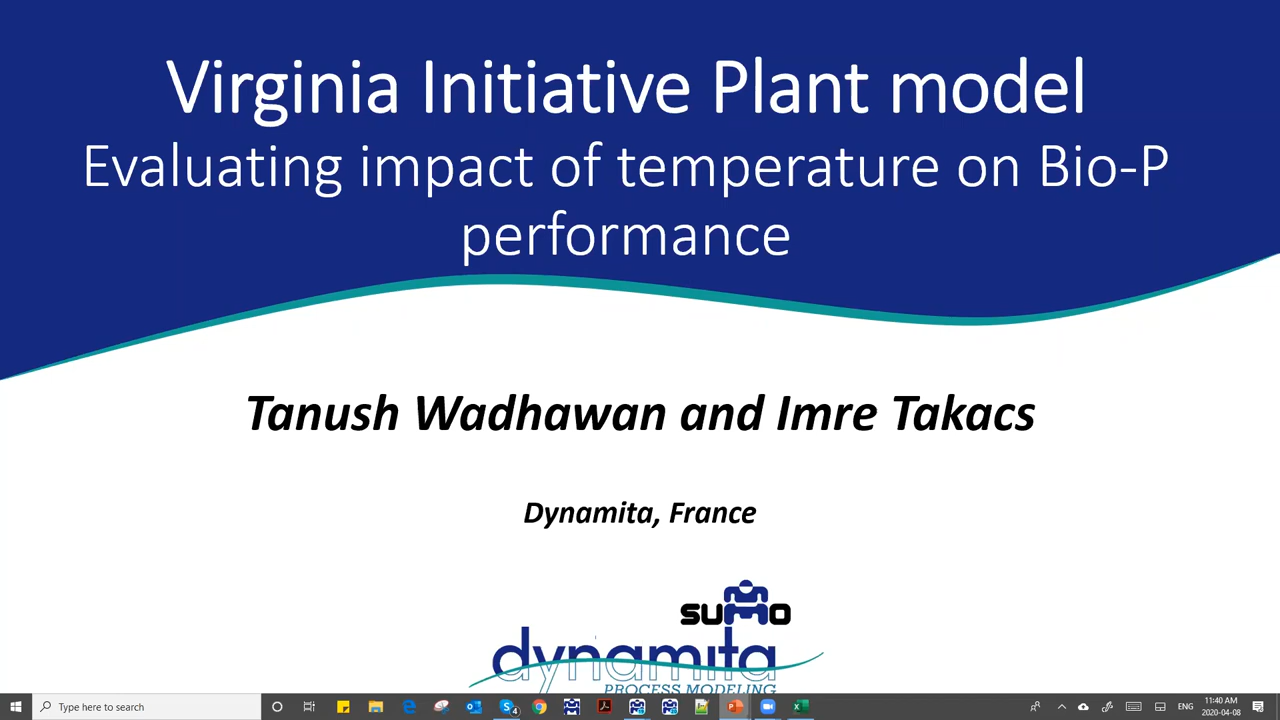 Virginia Initiative Plant model
Evaluating impact of temperature on Bio-P
performance
Tanush Wadhawan and Imre Takacs
Dynamita, France
sumo
dynamita
PROCESS MODELING
Type here to search
4
ENG
11:40 AM
2020-04-08